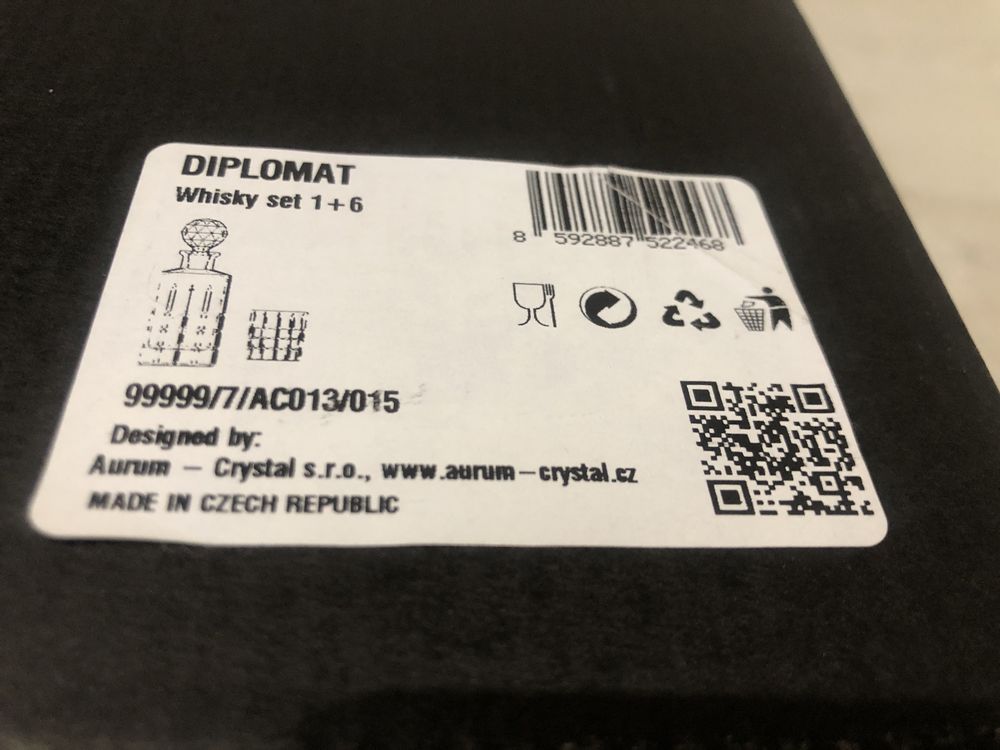 DIPLOMAT
Whisky set 1+6
8 592887 522468
99999/7/AC013/015
Designed by:
Aurum – Crystal s.r.o., www.aurum–crystal.cz
MADE IN CZECH REPUBLIC